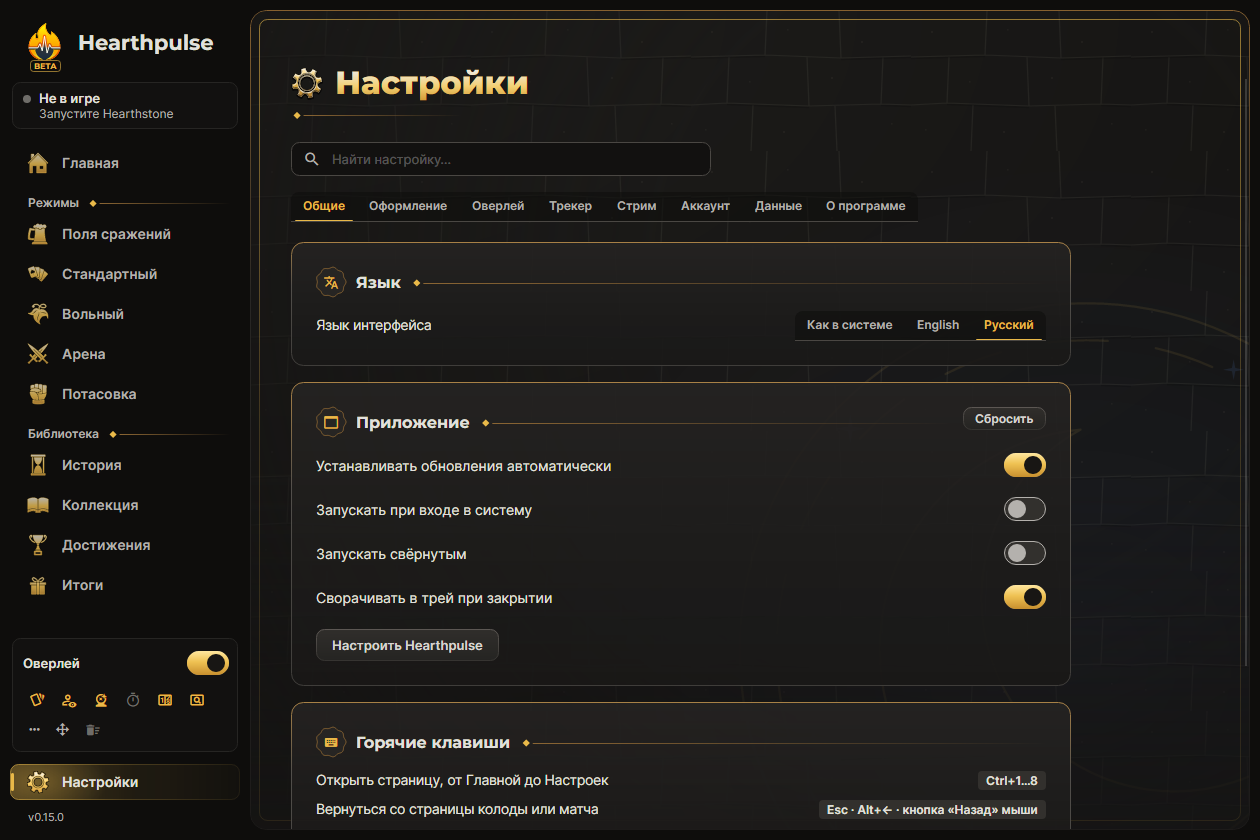 Hearthpulse
BETA
Не в игре
Запустите Hearthstone
Главная
Режимы
Поля сражений
Стандартный
Вольный
Арена
Потасовка
Библиотека
История
Коллекция
Достижения
Итоги
Оверлей
Настройки
v0.15.0
Настройки
Найти настройку...
Общие
Оформление
Оверлей
Трекер
Стрим
Аккаунт
Данные
О программе
Язык
Язык интерфейса
Как в системе
English
Русский
Приложение
Сбросить
Устанавливать обновления автоматически
Запускать при входе в систему
Запускать свёрнутым
Сворачивать в трей при закрытии
Настроить Hearthpulse
Горячие клавиши
Открыть страницу, от Главной до Настроек
Ctrl+1…8
Вернуться со страницы колоды или матча
Esc · Alt+← · кнопка «Назад» мыши